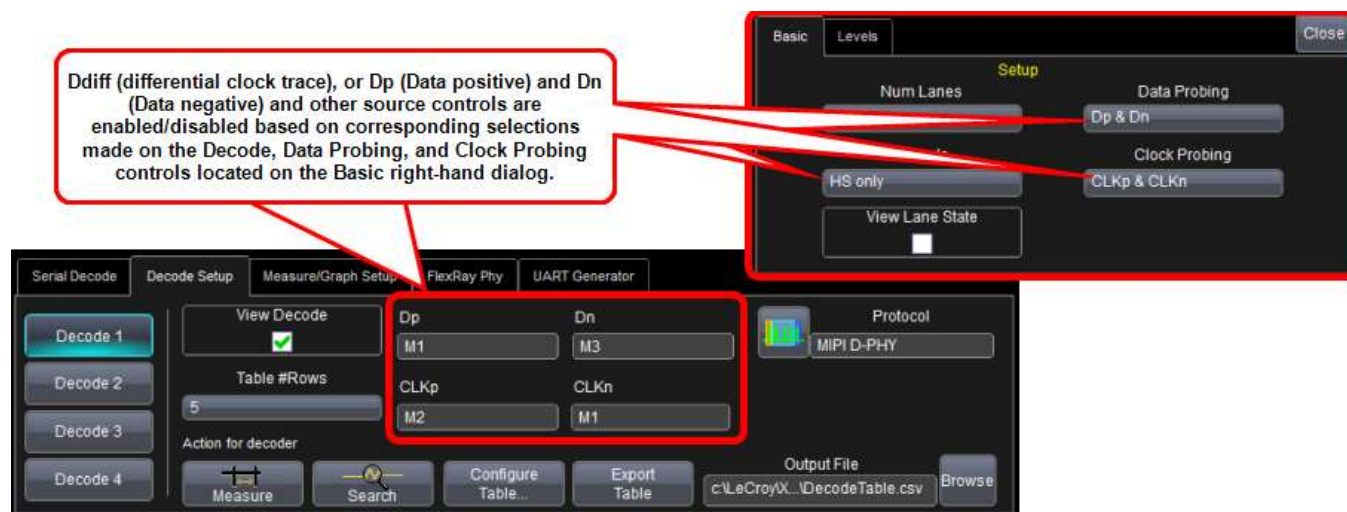 Ddiff (differential clock trace), or Dp (Data positive) and Dn
(Data negative) and other source controls are
enabled/disabled based on corresponding selections
made on the Decode, Data Probing, and Clock Probing
controls located on the Basic right-hand dialog.
Basic Levels Close
Setup
Num Lanes Data Probing
Dp & Dn
Clock Probing
HS only CLKp & CLKn
View Lane State
Serial Decode Decode Setup Measure/Graph Setup FlexRay Phy UART Generator
Decode 1 View Decode Dp Dn Protocol
M1 M3 MIPI D-PHY
Decode 2 Table #Rows CLKp CLKn
5 M2 M1
Decode 3 Action for decoder
Decode 4 Measure Search Configure Export Output File
Table... Table c:\LeCroy\X...\DecodeTable.csv Browse